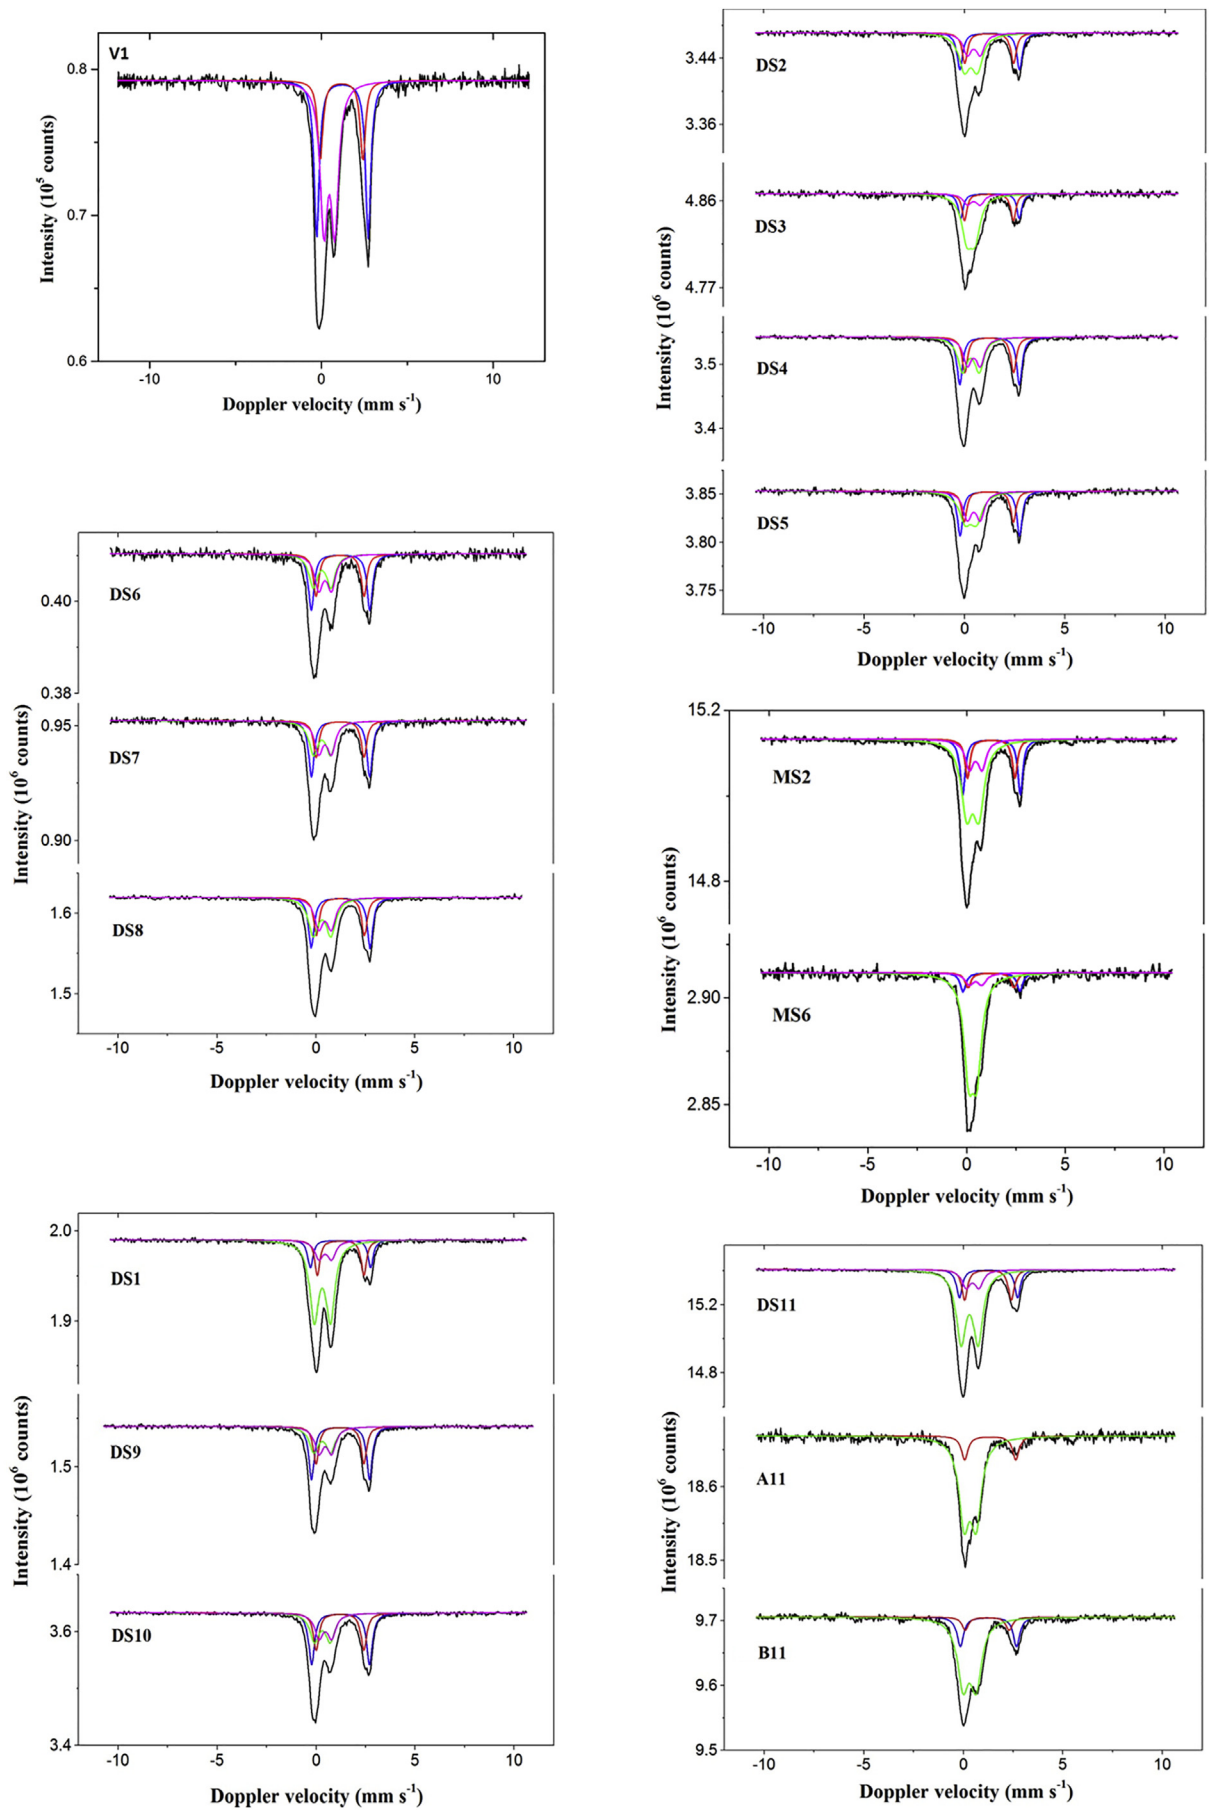 V1
0.8
0.7
0.6
Intensity (10⁵ counts)
-10 0 10
Doppler velocity (mm s⁻¹)
DS2
3.44
3.36
DS3
4.86
4.77
DS4
3.5
3.4
DS5
3.85
3.80
3.75
Intensity (10⁶ counts)
-10 -5 0 5 10
Doppler velocity (mm s⁻¹)
DS6
0.40
0.38
DS7
0.95
0.90
DS8
1.6
1.5
Intensity (10⁶ counts)
-10 -5 0 5 10
Doppler velocity (mm s⁻¹)
15.2
MS2
14.8
MS6
2.90
2.85
Intensity (10⁶ counts)
-10 -5 0 5 10
Doppler velocity (mm s⁻¹)
2.0
DS1
1.9
DS9
1.5
1.4
DS10
3.6
3.4
Intensity (10⁶ counts)
-10 -5 0 5 10
Doppler velocity (mm s⁻¹)
DS11
15.2
14.8
A11
18.6
18.5
B11
9.7
9.6
9.5
Intensity (10⁶ counts)
-10 -5 0 5 10
Doppler velocity (mm s⁻¹)